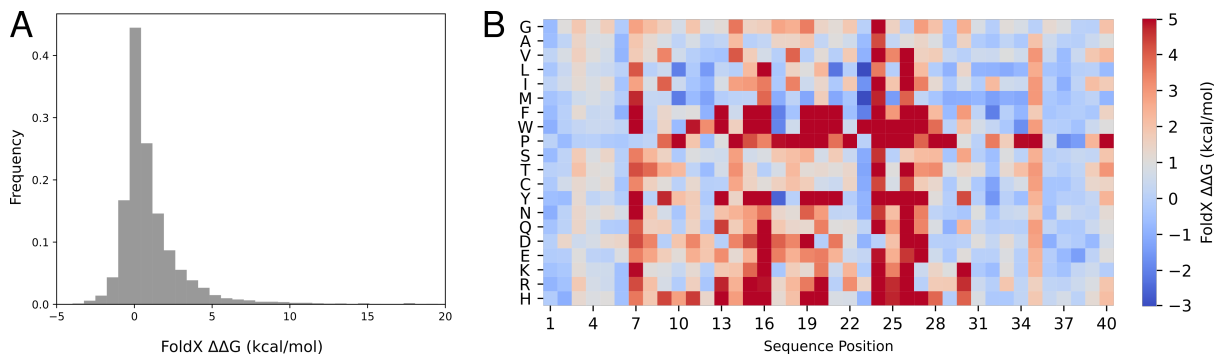 A
0.4
0.3
0.2
0.1
0.0
Frequency
−5
0
5
10
15
20
FoldX ΔΔG (kcal/mol)
B
G
A
V
L
I
M
F
W
P
S
T
C
Y
N
Q
D
E
K
R
H
1 4 7 10 13 16 19 22 25 28 31 34 37 40
Sequence Position
5
4
3
2
1
0
−1
−2
−3
FoldX ΔΔG (kcal/mol)